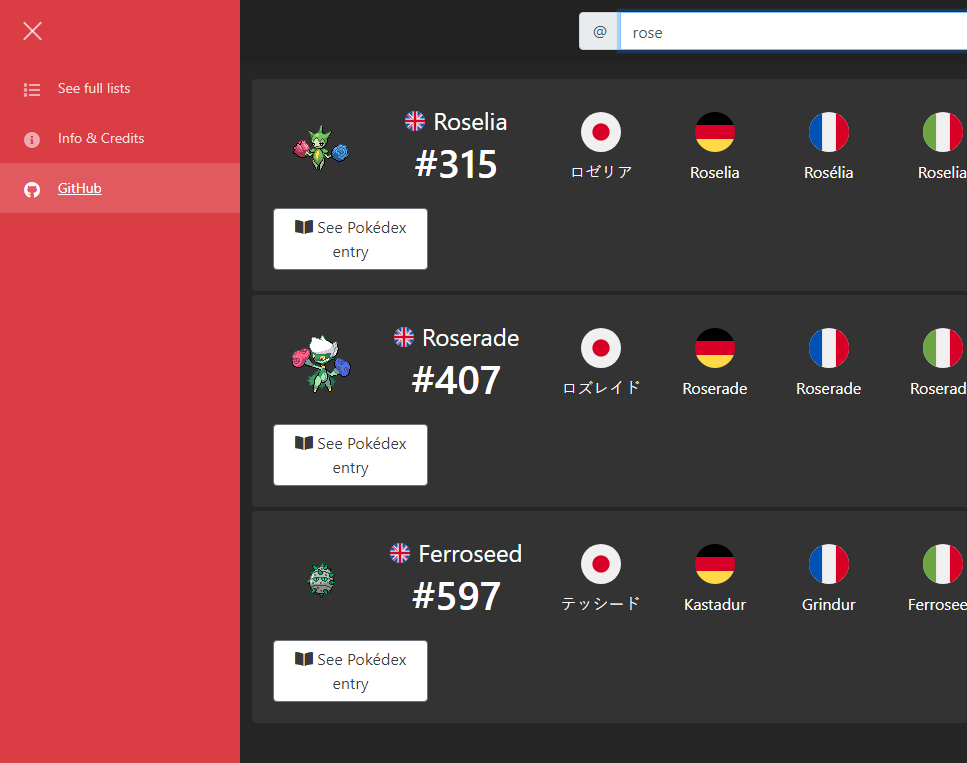 @ rose
See full lists
Info & Credits
GitHub
Roselia
#315
ロゼリア
Roselia
Rosélia
Roselia
See Pokédex
entry
Roserade
#407
ロズレイド
Roserade
Roserade
Roserad
See Pokédex
entry
Ferroseed
#597
テッシード
Kastadur
Grindur
Ferrosee
See Pokédex
entry